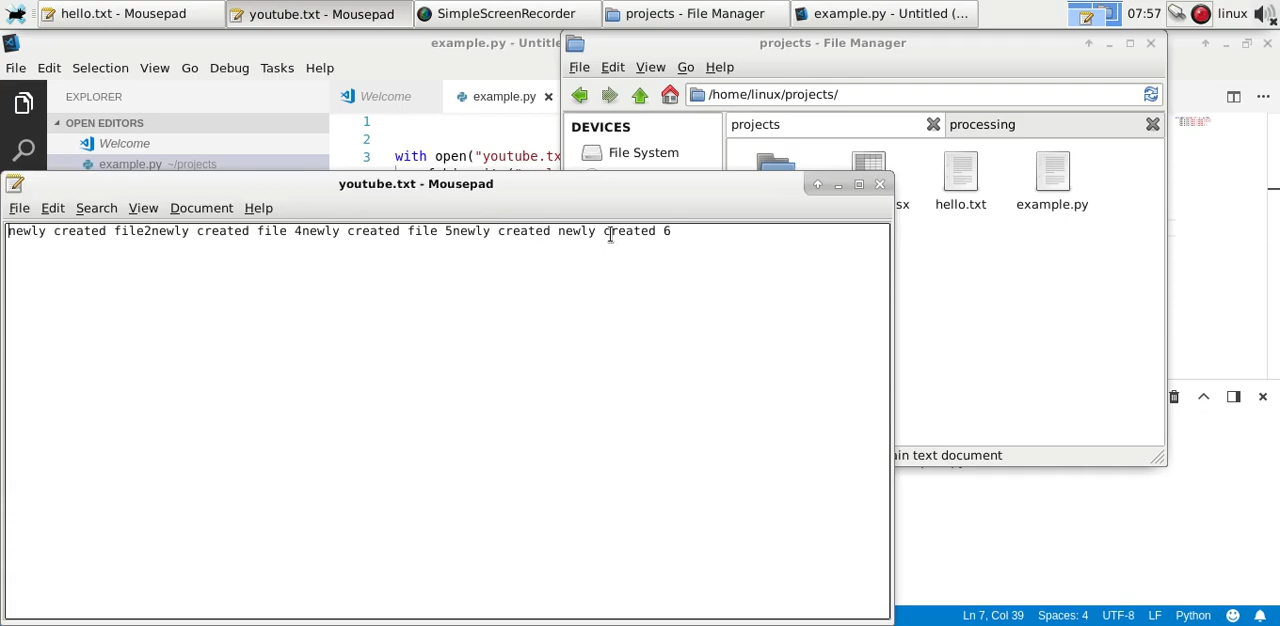 hello.txt - Mousepad
youtube.txt - Mousepad
SimpleScreenRecorder
projects - File Manager
example.py - Untitled (...
07:57
linux
projects - File Manager
File Edit View Go Help
/home/linux/projects/
DEVICES
File System
projects
processing
sx
hello.txt
example.py
in text document
File Edit Selection View Go Debug Tasks Help
EXPLORER
OPEN EDITORS
Welcome
example.py ~/projects
Welcome
example.py
1
2
3 with open("youtube.tx
youtube.txt - Mousepad
File Edit Search View Document Help
newly created file2newly created file 4newly created file 5newly created newly created 6
Ln 7, Col 39 Spaces: 4 UTF-8 LF Python